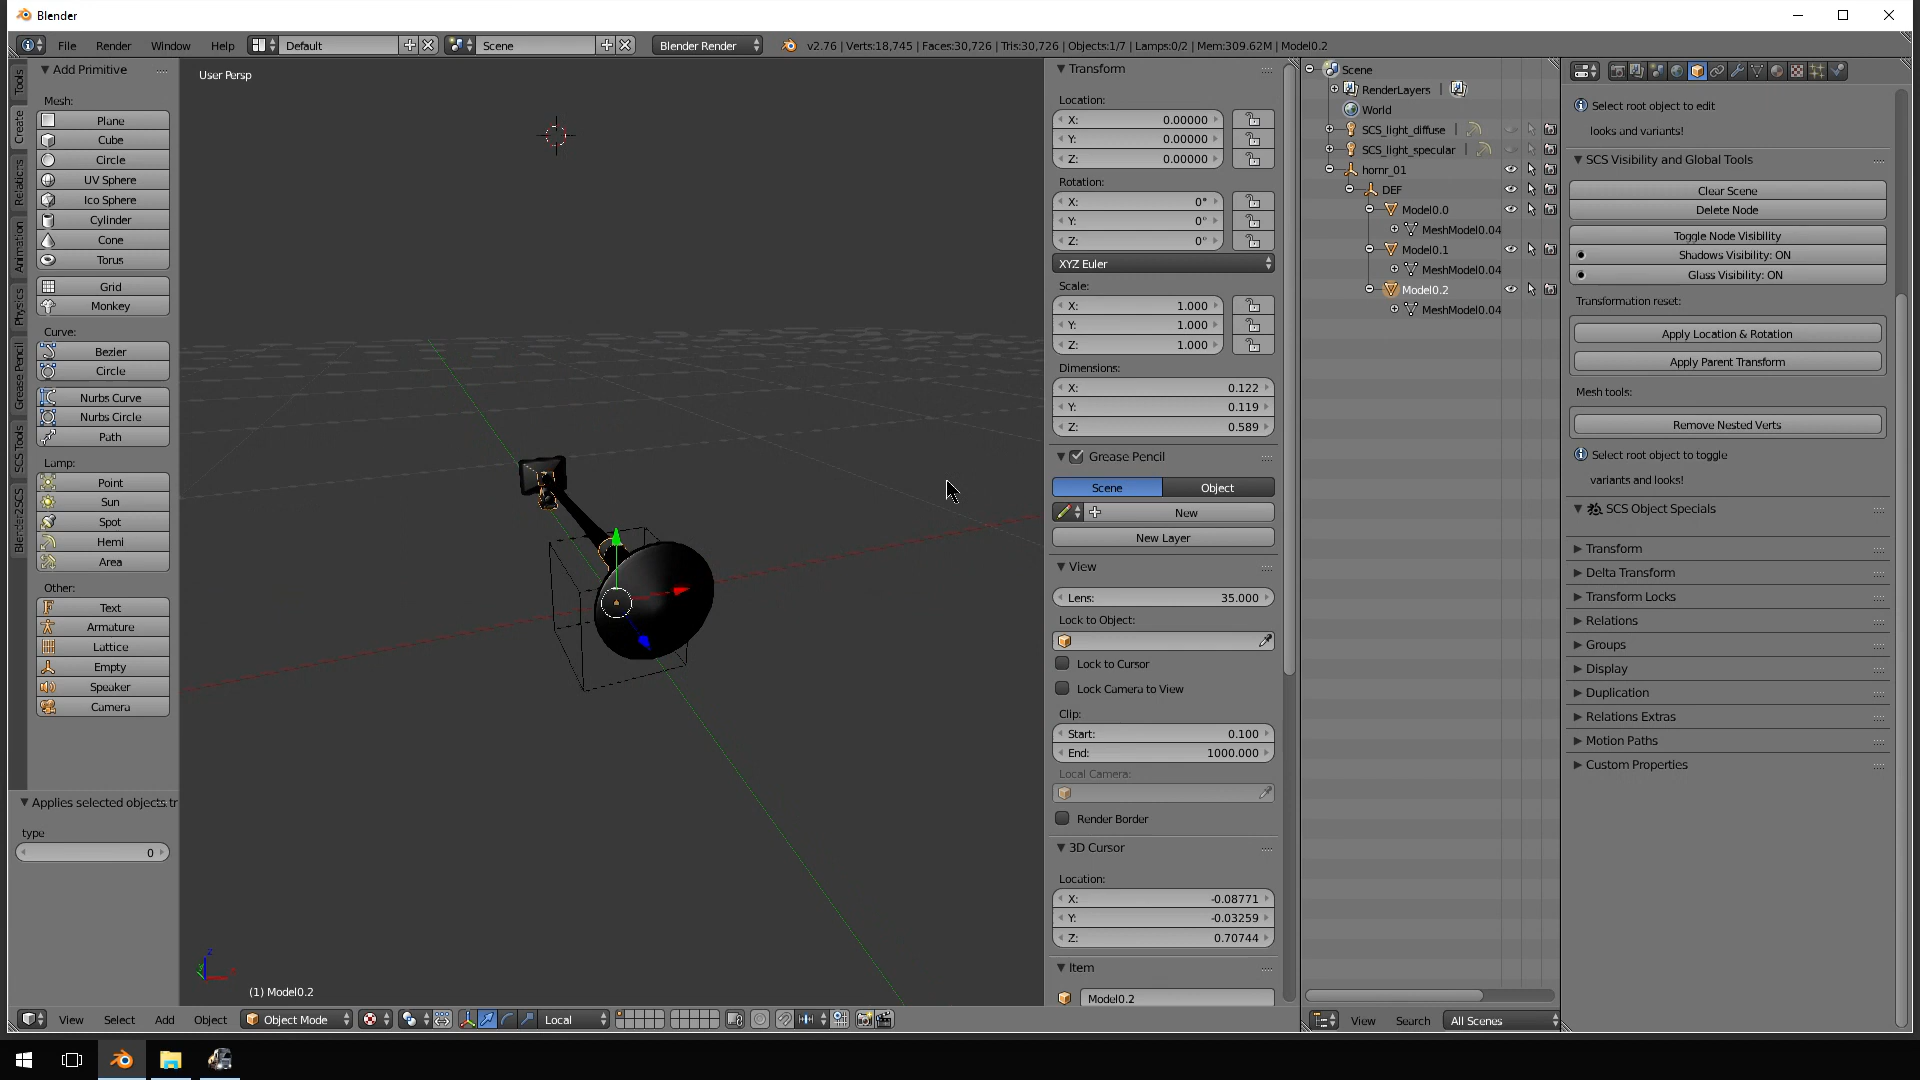 Blender
File Render Window Help Default Scene Blender Render v2.76 | Verts:18,745 | Faces:30,726 | Tris:30,726 | Objects:1/7 | Lamps:0/2 | Mem:309.62M | Model0.2
Tools
Create
Relations
Animation
Physics
Grease Pencil
SCS Tools
Blender2SCS
Add Primitive
Mesh:
Plane
Cube
Circle
UV Sphere
Ico Sphere
Cylinder
Cone
Torus
Grid
Monkey
Curve:
Bezier
Circle
Nurbs Curve
Nurbs Circle
Path
Lamp:
Point
Sun
Spot
Hemi
Area
Other:
Text
Armature
Lattice
Empty
Speaker
Camera
Applies selected objects tr
type
0
User Persp
(1) Model0.2
View Select Add Object Object Mode Local
Transform
Location:
X: 0.00000
Y: 0.00000
Z: 0.00000
Rotation:
X: 0°
Y: 0°
Z: 0°
XYZ Euler
Scale:
X: 1.000
Y: 1.000
Z: 1.000
Dimensions:
X: 0.122
Y: 0.119
Z: 0.589
Grease Pencil
Scene Object
New
New Layer
View
Lens: 35.000
Lock to Object:
Lock to Cursor
Lock Camera to View
Clip:
Start: 0.100
End: 1000.000
Local Camera:
Render Border
3D Cursor
Location:
X: -0.08771
Y: -0.03259
Z: 0.70744
Item
Model0.2
Scene
RenderLayers |
World
SCS_light_diffuse |
SCS_light_specular |
hornr_01
DEF
Model0.0
MeshModel0.04
Model0.1
MeshModel0.04
Model0.2
MeshModel0.04
View Search All Scenes
Select root object to edit
looks and variants!
SCS Visibility and Global Tools
Clear Scene
Delete Node
Toggle Node Visibility
Shadows Visibility: ON
Glass Visibility: ON
Transformation reset:
Apply Location & Rotation
Apply Parent Transform
Mesh tools:
Remove Nested Verts
Select root object to toggle
variants and looks!
SCS Object Specials
Transform
Delta Transform
Transform Locks
Relations
Groups
Display
Duplication
Relations Extras
Motion Paths
Custom Properties